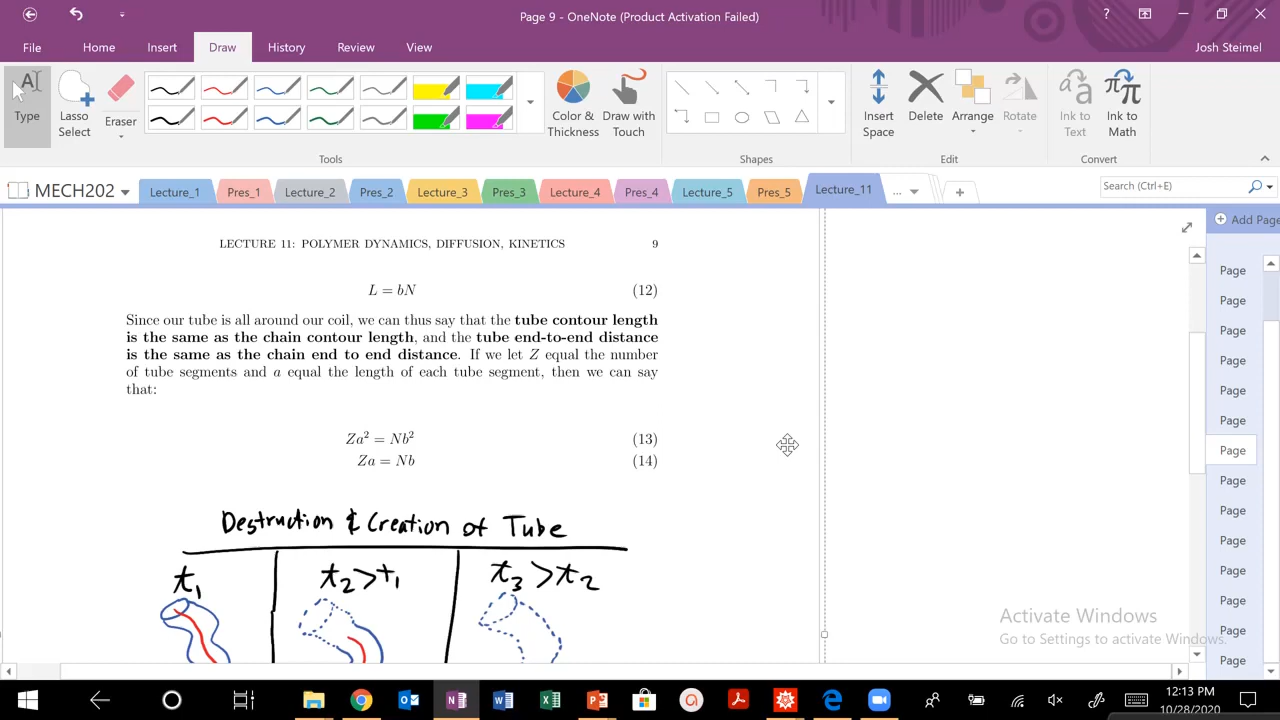 Page 9 - OneNote (Product Activation Failed)
?
File Home Insert Draw History Review View Josh Steimel
Type
Lasso Select
Eraser
Color & Thickness
Draw with Touch
Insert Space
Delete
Arrange
Rotate
Ink to Text
Ink to Math
Tools Shapes Edit Convert
MECH202 Lecture_1 Pres_1 Lecture_2 Pres_2 Lecture_3 Pres_3 Lecture_4 Pres_4 Lecture_5 Pres_5 Lecture_11 ... Search (Ctrl+E)
Add Page
LECTURE 11: POLYMER DYNAMICS, DIFFUSION, KINETICS 9
L = bN (12)
Since our tube is all around our coil, we can thus say that the tube contour length
is the same as the chain contour length, and the tube end-to-end distance
is the same as the chain end to end distance. If we let Z equal the number
of tube segments and a equal the length of each tube segment, then we can say
that:
Za² = Nb² (13)
Za = Nb (14)
Destruction & Creation of Tube
t₁ t₂>t₁ t₃>t₂
Page
Page
Page
Page
Page
Page
Page
Page
Page
Page
Page
Page
Page
Page
Activate Windows
Go to Settings to activate Windows.
12:13 PM
10/28/2020